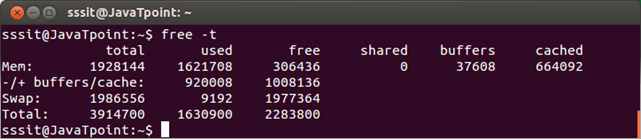 sssit@JavaTpoint: ~
sssit@JavaTpoint:~$ free -t
             total       used       free     shared    buffers     cached
Mem:       1928144    1621708     306436          0      37608     664092
-/+ buffers/cache:     920008    1008136
Swap:      1986556       9192    1977364
Total:     3914700    1630900    2283800
sssit@JavaTpoint:~$